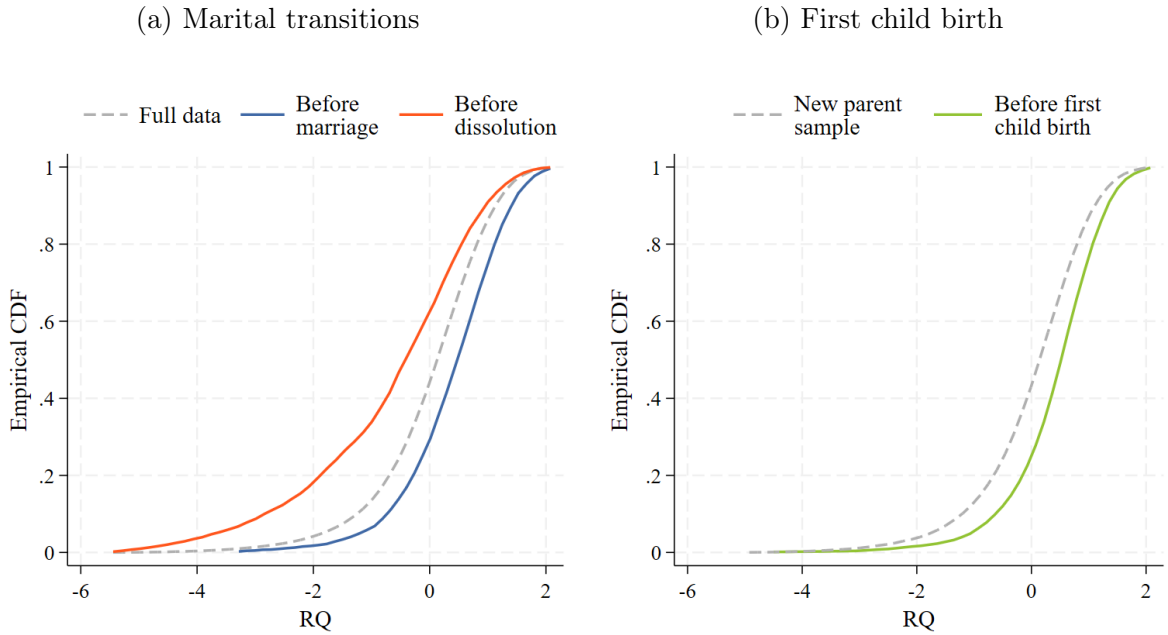 (a) Marital transitions
Full data
Before
marriage
Before
dissolution
Empirical CDF
1
.8
.6
.4
.2
0
-6
-4
-2
0
2
RQ
(b) First child birth
New parent
sample
Before first
child birth
Empirical CDF
1
.8
.6
.4
.2
0
-6
-4
-2
0
2
RQ